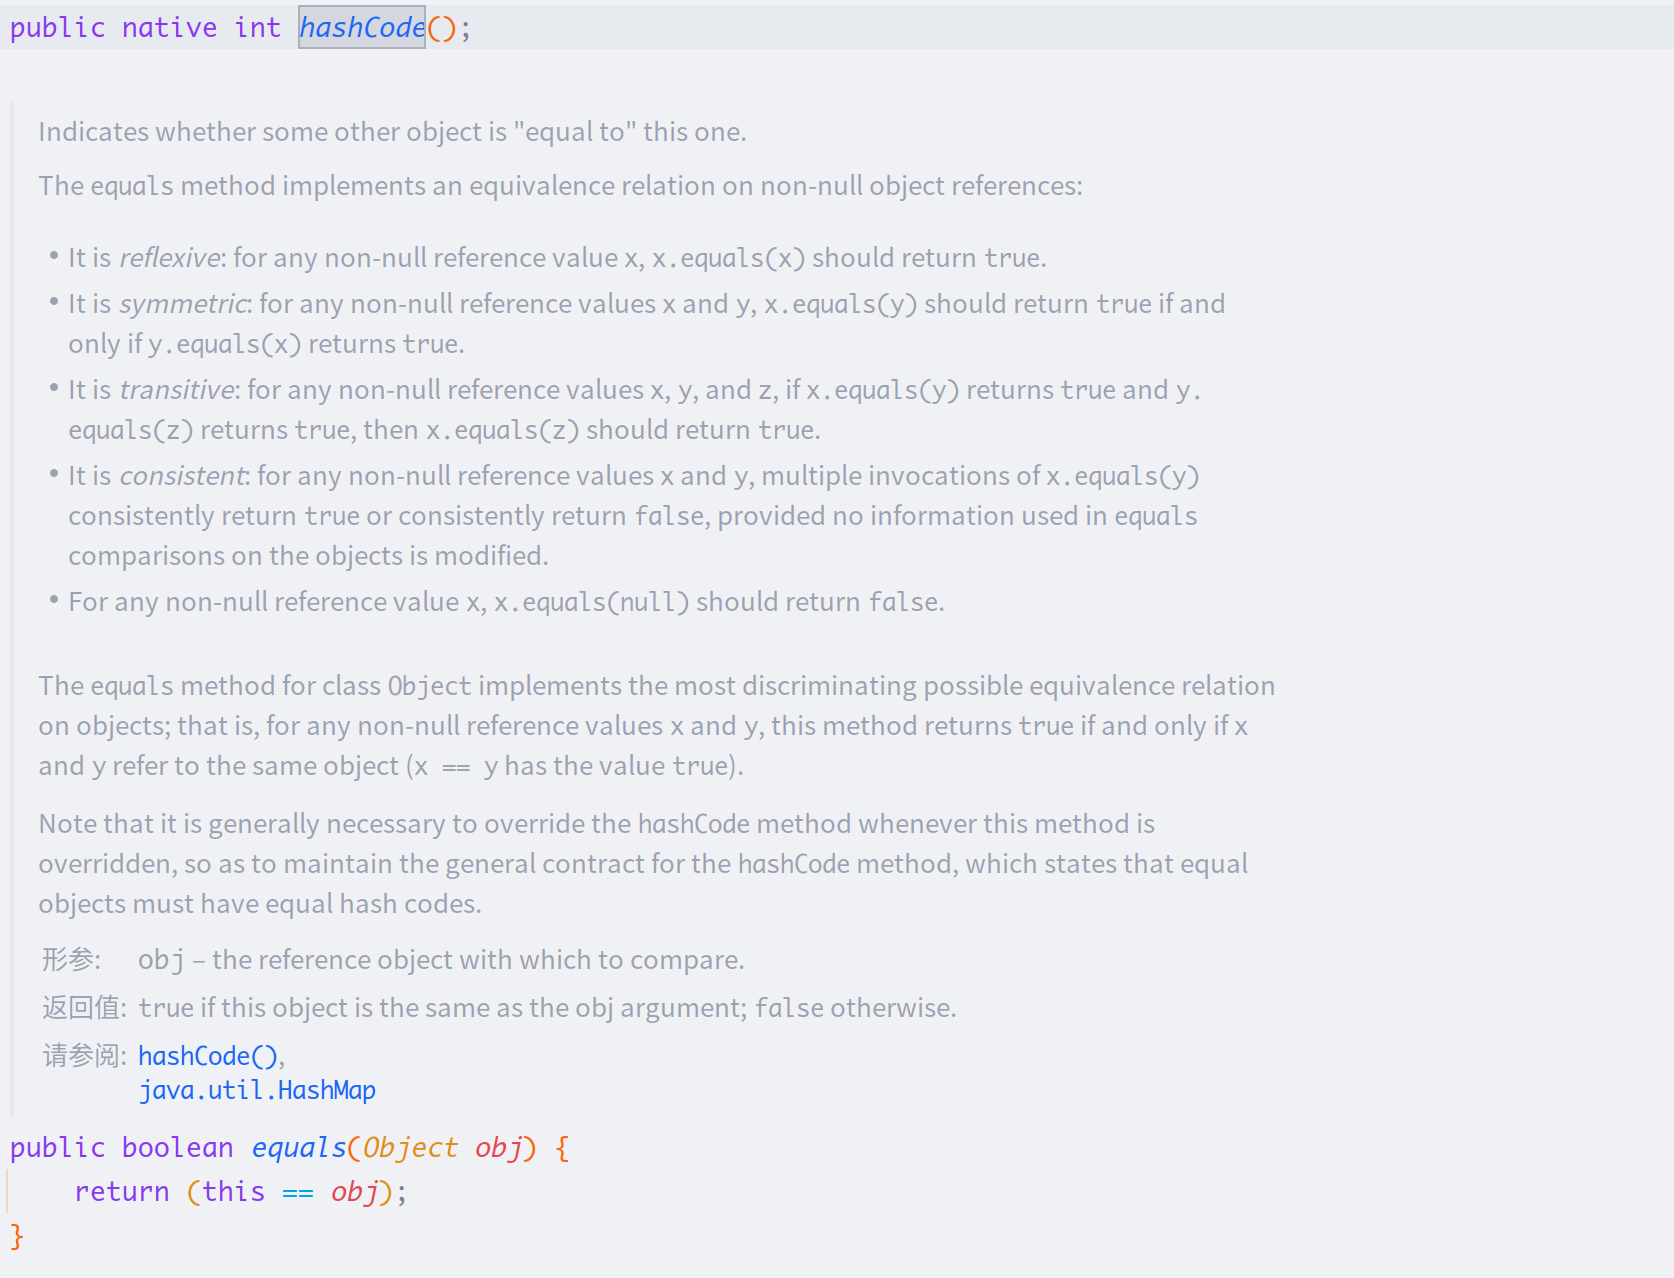 public native int hashCode();
Indicates whether some other object is "equal to" this one.
The equals method implements an equivalence relation on non-null object references:
• It is reflexive: for any non-null reference value x, x.equals(x) should return true.
• It is symmetric: for any non-null reference values x and y, x.equals(y) should return true if and
only if y.equals(x) returns true.
• It is transitive: for any non-null reference values x, y, and z, if x.equals(y) returns true and y.
equals(z) returns true, then x.equals(z) should return true.
• It is consistent: for any non-null reference values x and y, multiple invocations of x.equals(y)
consistently return true or consistently return false, provided no information used in equals
comparisons on the objects is modified.
• For any non-null reference value x, x.equals(null) should return false.
The equals method for class Object implements the most discriminating possible equivalence relation
on objects; that is, for any non-null reference values x and y, this method returns true if and only if x
and y refer to the same object (x == y has the value true).
Note that it is generally necessary to override the hashCode method whenever this method is
overridden, so as to maintain the general contract for the hashCode method, which states that equal
objects must have equal hash codes.
形参: obj – the reference object with which to compare.
返回值: true if this object is the same as the obj argument; false otherwise.
请参阅: hashCode(),
java.util.HashMap
public boolean equals(Object obj) {
return (this == obj);
}